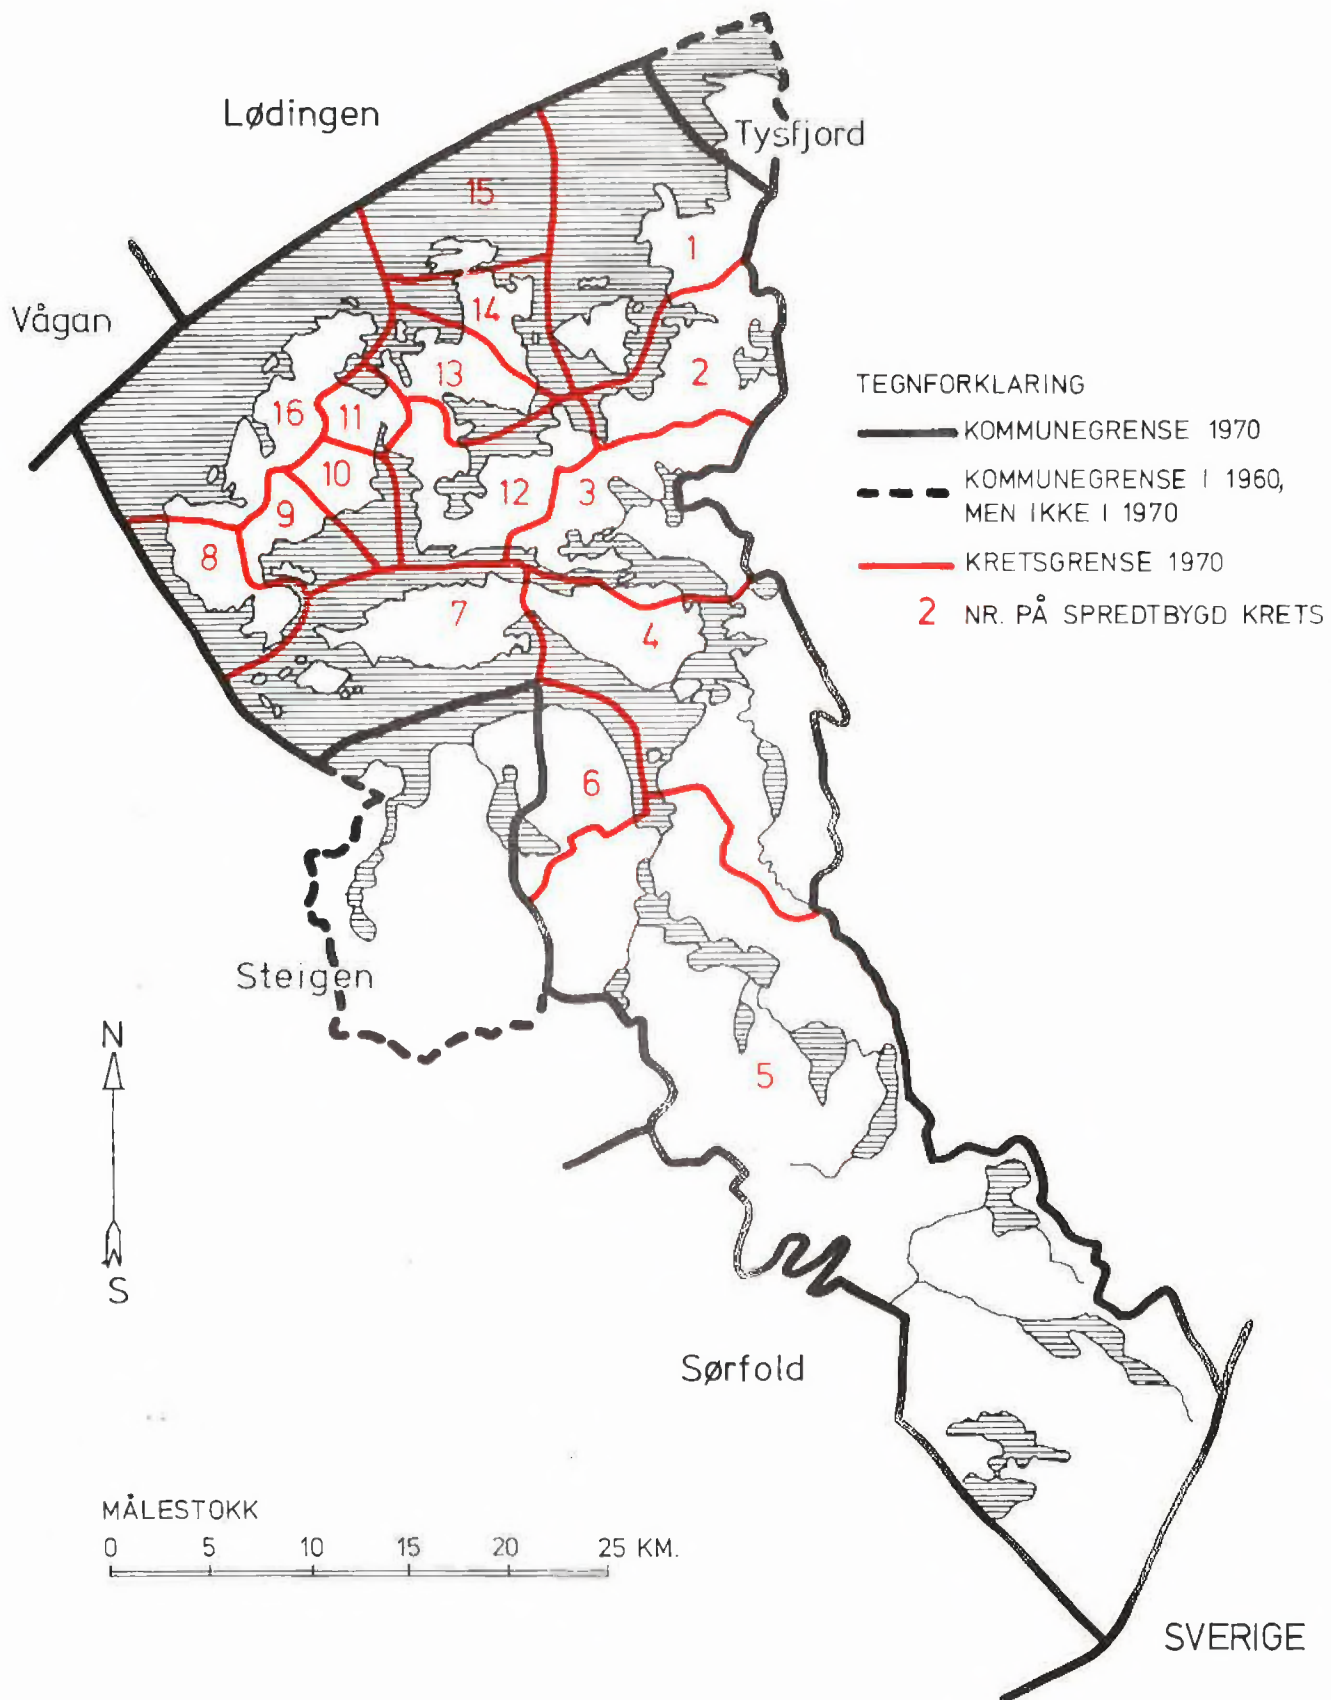 Lødingen
Tysfjord
15
1
Vågan
14
2
13
16
11
10
12
3
9
8
7
4
6
TEGNFORKLARING
KOMMUNEGRENSE 1970
KOMMUNEGRENSE I 1960,
MEN IKKE I 1970
KRETSGRENSE 1970
2 NR. PÅ SPREDTBYGD KRETS
Steigen
N
S
5
Sørfold
MÅLESTOKK
0 5 10 15 20 25 KM.
SVERIGE